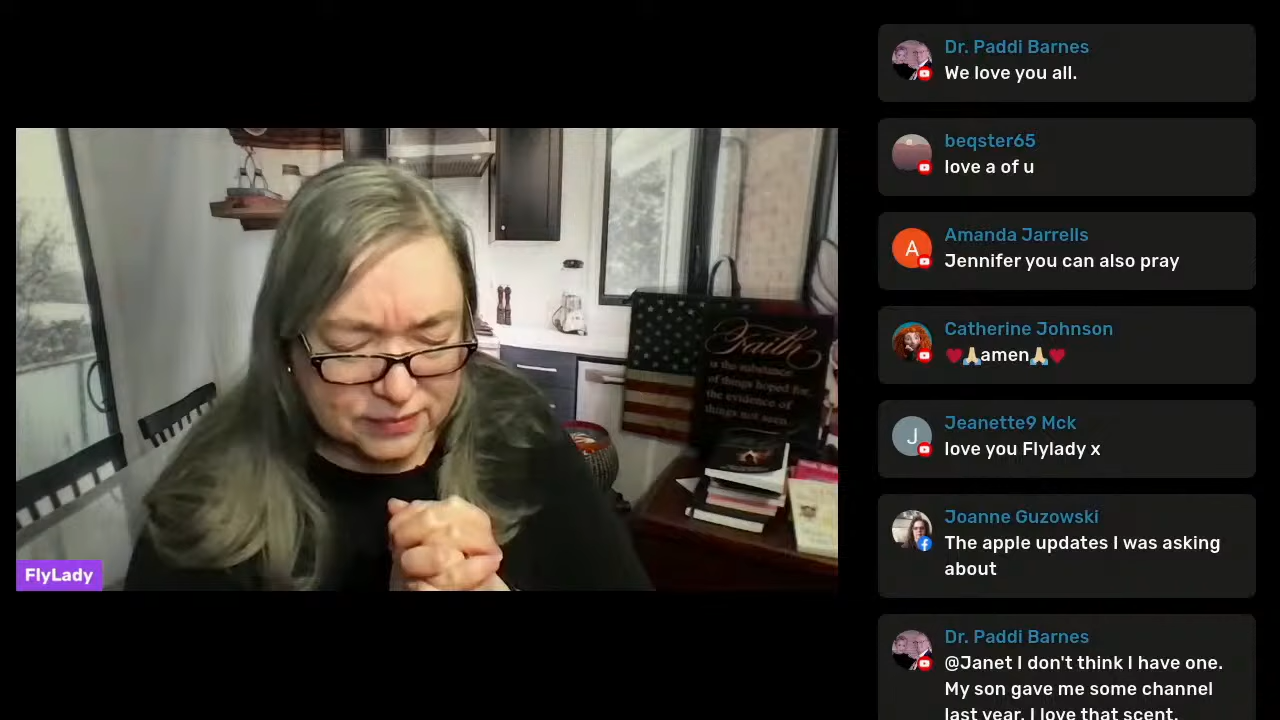 Faith
is the substance
of things hoped for,
the evidence of
things not seen.
FlyLady
Dr. Paddi Barnes
We love you all.
beqster65
love a of u
A
Amanda Jarrells
Jennifer you can also pray
Catherine Johnson
♥️🙏amen🙏♥️
J
Jeanette9 Mck
love you Flylady x
Joanne Guzowski
The apple updates I was asking
about
Dr. Paddi Barnes
@Janet I don't think I have one.
My son gave me some channel
last year. I love that scent.